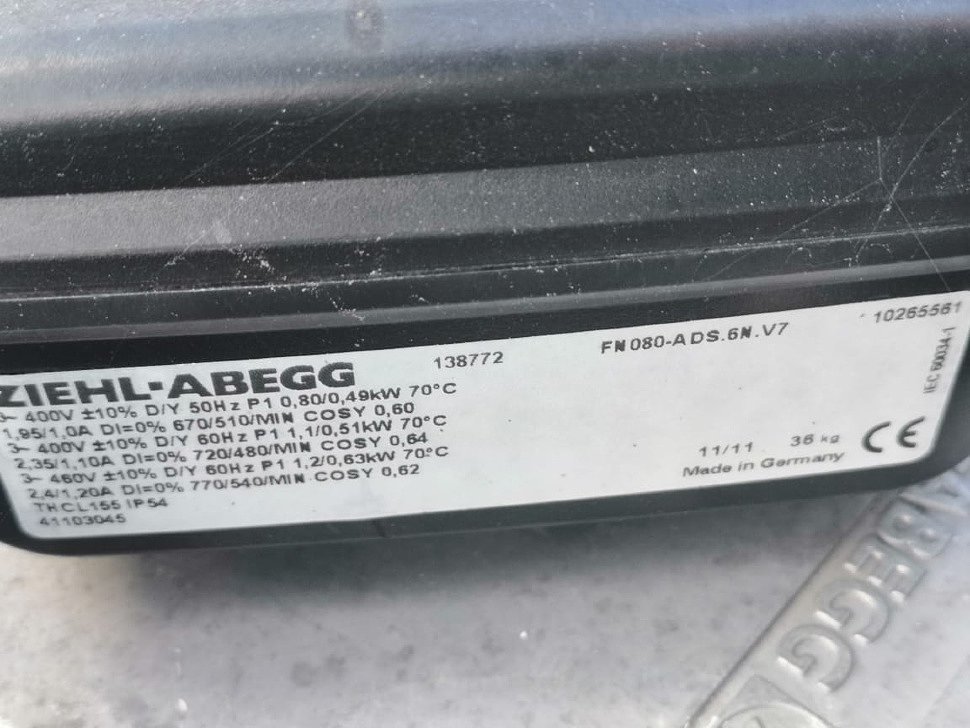 ZIEHL-ABEGG 138772 FN080-ADS.6N.V7 10265561
3~ 400V ±10% D/Y 50Hz P1 0,80/0,49kW 70°C
1,95/1,0A DI=0% 670/510/MIN COSY 0,60
3~ 400V ±10% D/Y 60Hz P1 1,1/0,51kW 70°C
2,35/1,10A DI=0% 720/480/MIN COSY 0,64
3~ 460V ±10% D/Y 60Hz P1 1,2/0,63kW 70°C
2,4/1,20A DI=0% 770/540/MIN COSY 0,62
THCL155 IP54
41103045
11/11 36 kg CE
Made in Germany
IEC 60034-1
ABEGG